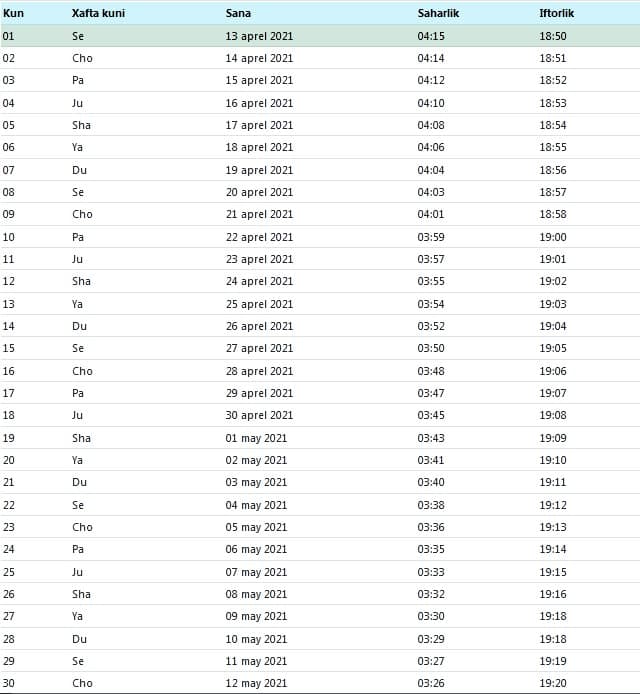 Kun Xafta kuni Sana Saharlik Iftorlik
01 Se 13 aprel 2021 04:15 18:50
02 Cho 14 aprel 2021 04:14 18:51
03 Pa 15 aprel 2021 04:12 18:52
04 Ju 16 aprel 2021 04:10 18:53
05 Sha 17 aprel 2021 04:08 18:54
06 Ya 18 aprel 2021 04:06 18:55
07 Du 19 aprel 2021 04:04 18:56
08 Se 20 aprel 2021 04:03 18:57
09 Cho 21 aprel 2021 04:01 18:58
10 Pa 22 aprel 2021 03:59 19:00
11 Ju 23 aprel 2021 03:57 19:01
12 Sha 24 aprel 2021 03:55 19:02
13 Ya 25 aprel 2021 03:54 19:03
14 Du 26 aprel 2021 03:52 19:04
15 Se 27 aprel 2021 03:50 19:05
16 Cho 28 aprel 2021 03:48 19:06
17 Pa 29 aprel 2021 03:47 19:07
18 Ju 30 aprel 2021 03:45 19:08
19 Sha 01 may 2021 03:43 19:09
20 Ya 02 may 2021 03:41 19:10
21 Du 03 may 2021 03:40 19:11
22 Se 04 may 2021 03:38 19:12
23 Cho 05 may 2021 03:36 19:13
24 Pa 06 may 2021 03:35 19:14
25 Ju 07 may 2021 03:33 19:15
26 Sha 08 may 2021 03:32 19:16
27 Ya 09 may 2021 03:30 19:18
28 Du 10 may 2021 03:29 19:18
29 Se 11 may 2021 03:27 19:19
30 Cho 12 may 2021 03:26 19:20